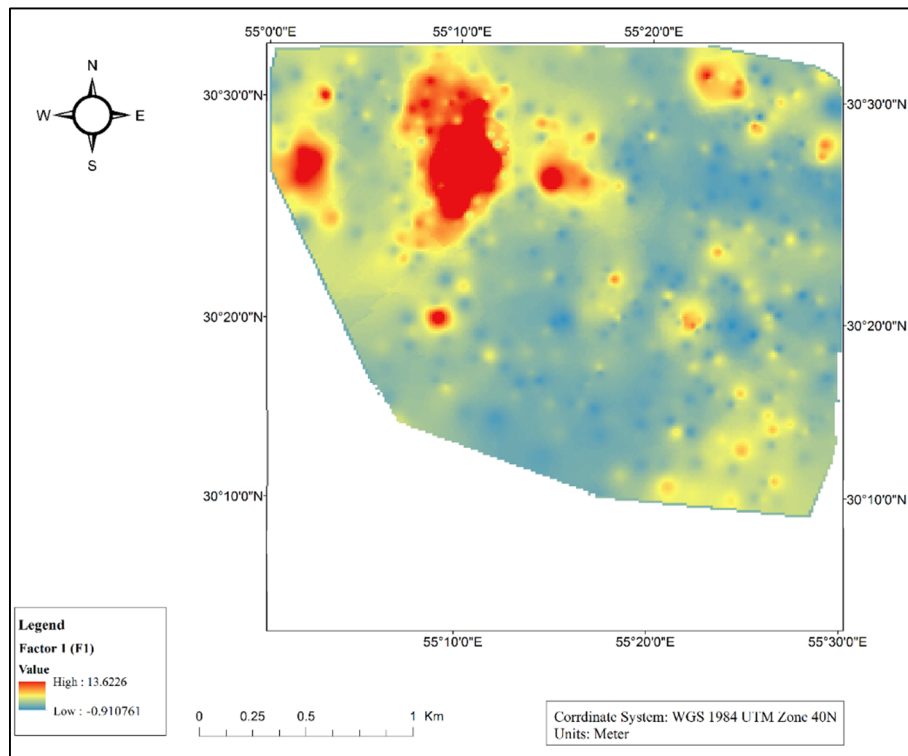 55°0'0"E 55°10'0"E 55°20'0"E
N
W E
S
30°30'0"N
30°30'0"N
30°20'0"N
30°20'0"N
30°10'0"N
30°10'0"N
55°10'0"E 55°20'0"E 55°30'0"E
Legend
Factor 1 (F1)
Value
High : 13.6226
Low : -0.910761
0 0.25 0.5 1 Km
Corrdinate System: WGS 1984 UTM Zone 40N
Units: Meter